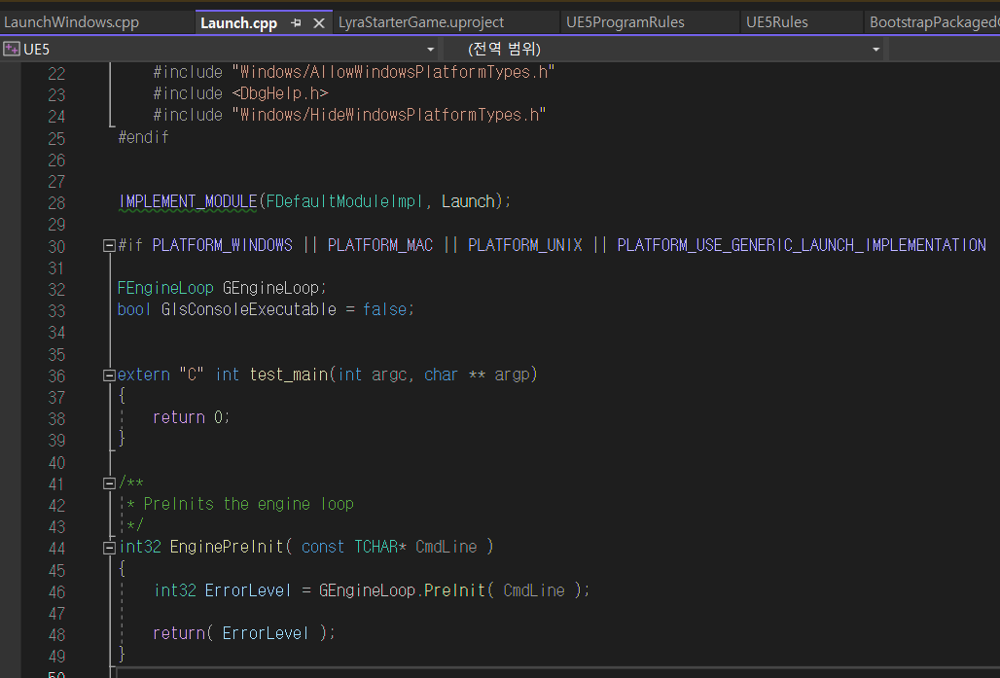 LaunchWindows.cpp Launch.cpp LyraStarterGame.uproject UE5ProgramRules UE5Rules
UE5 (전역 범위)
22 #include "Windows/AllowWindowsPlatformTypes.h"
23 #include <DbgHelp.h>
24 #include "Windows/HideWindowsPlatformTypes.h"
25 #endif
26
27
28 IMPLEMENT_MODULE(FDefaultModuleImpl, Launch);
29
30 #if PLATFORM_WINDOWS || PLATFORM_MAC || PLATFORM_UNIX || PLATFORM_USE_GENERIC_LAUNCH_IMPLEMENTATION
31
32 FEngineLoop GEngineLoop;
33 bool GIsConsoleExecutable = false;
34
35
36 extern "C" int test_main(int argc, char ** argp)
37 {
38 return 0;
39 }
40
41 /**
42 * PreInits the engine loop
43 */
44 int32 EnginePreInit( const TCHAR* CmdLine )
45 {
46 int32 ErrorLevel = GEngineLoop.PreInit( CmdLine );
47
48 return( ErrorLevel );
49 }
50